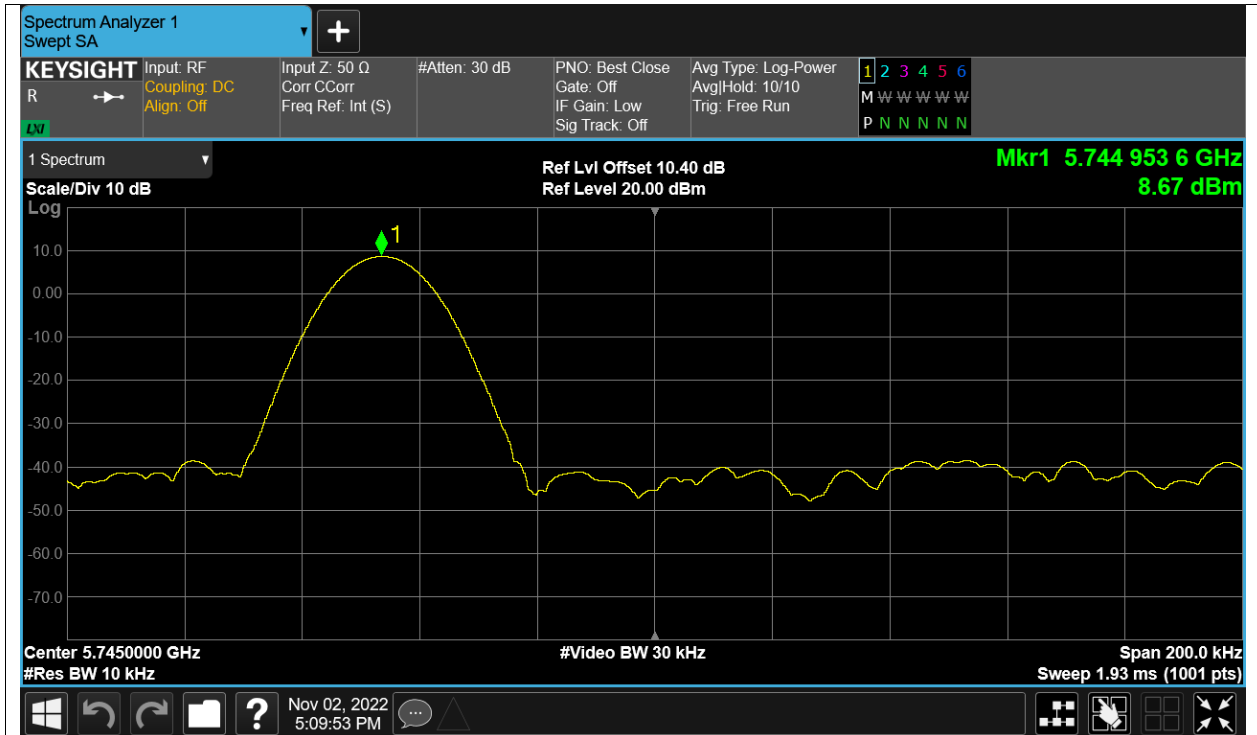 Spectrum Analyzer 1
Swept SA
KEYSIGHT
R
LXI
Input: RF
Coupling: DC
Align: Off
Input Z: 50 Ω
Corr CCorr
Freq Ref: Int (S)
#Atten: 30 dB
PNO: Best Close
Gate: Off
IF Gain: Low
Sig Track: Off
Avg Type: Log-Power
Avg|Hold: 10/10
Trig: Free Run
1 2 3 4 5 6
M W W W W W
P N N N N N
1 Spectrum
Scale/Div 10 dB
Log
Ref Lvl Offset 10.40 dB
Ref Level 20.00 dBm
Mkr1 5.744 953 6 GHz
8.67 dBm
1
10.0
0.00
-10.0
-20.0
-30.0
-40.0
-50.0
-60.0
-70.0
Center 5.7450000 GHz
#Res BW 10 kHz
#Video BW 30 kHz
Span 200.0 kHz
Sweep 1.93 ms (1001 pts)
?
Nov 02, 2022
5:09:53 PM